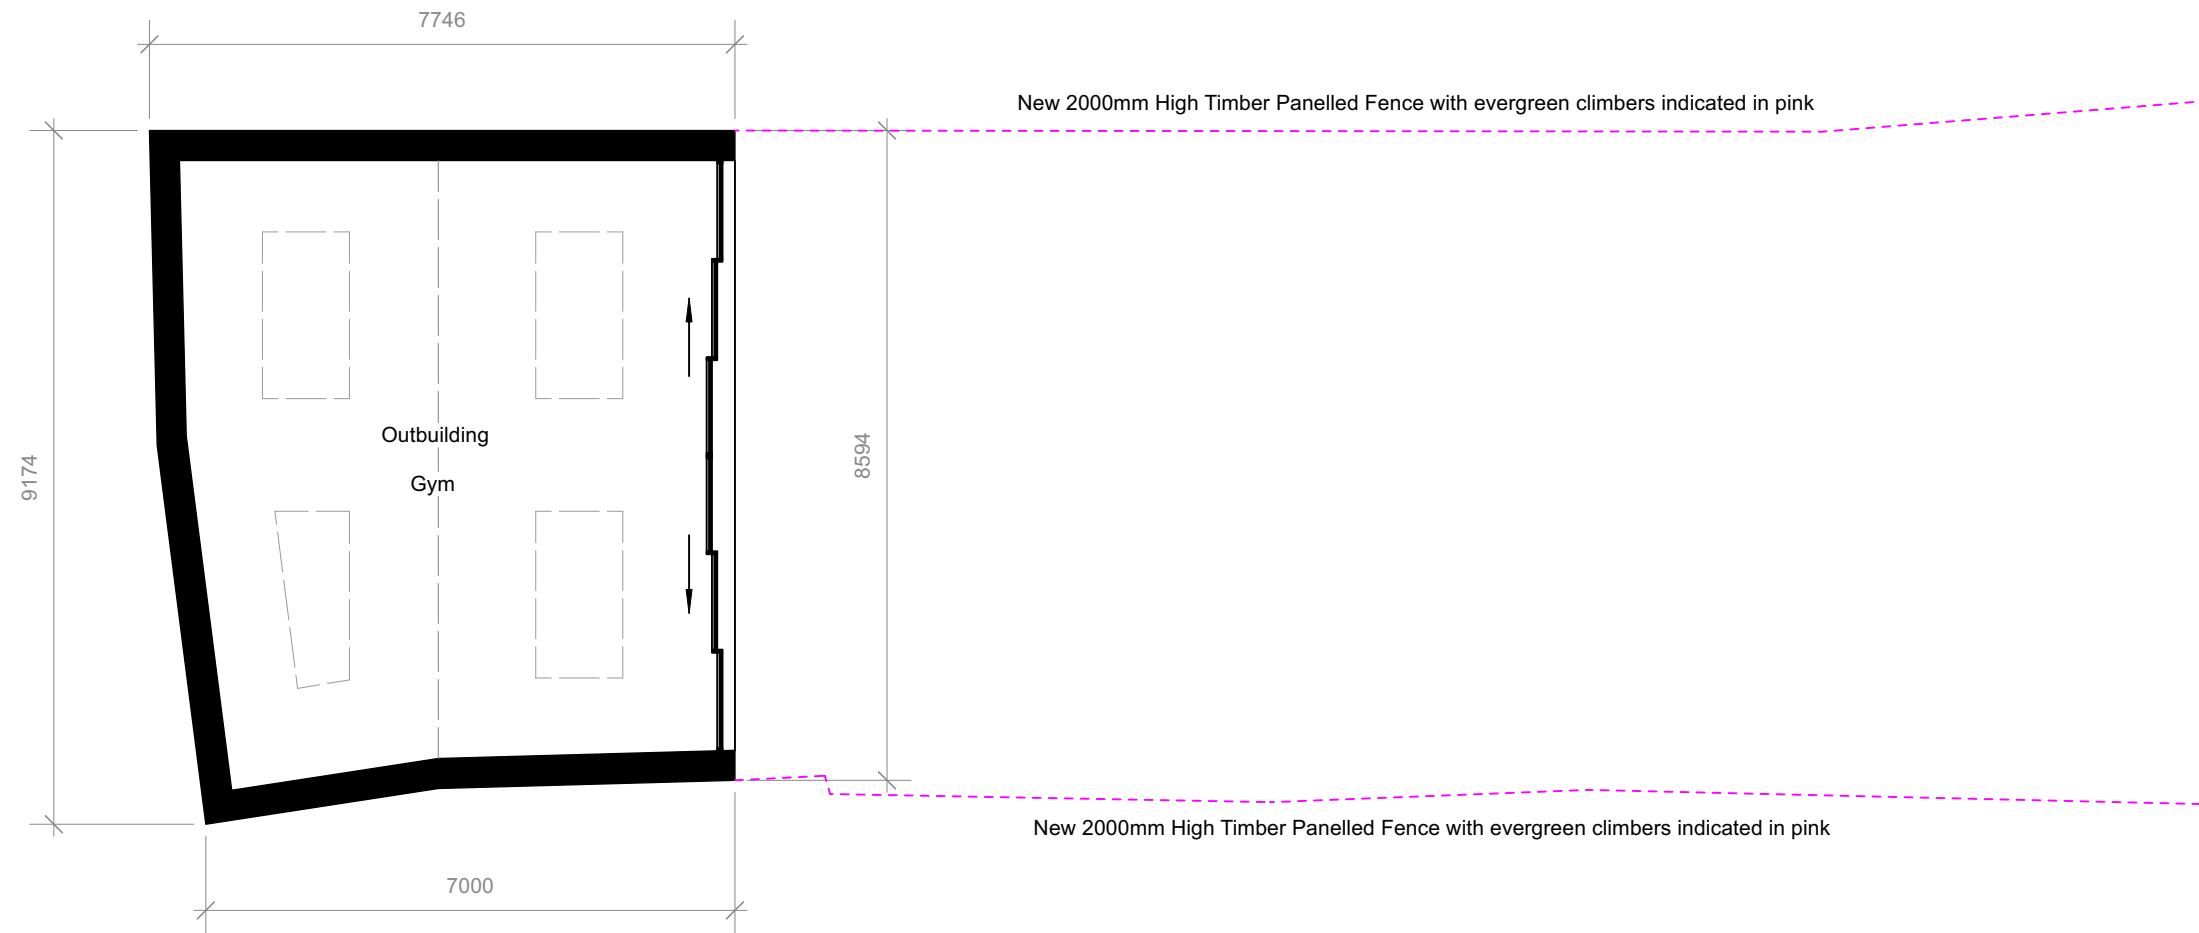 7746
New 2000mm High Timber Panelled Fence with evergreen climbers indicated in pink
Outbuilding
Gym
9174
8594
New 2000mm High Timber Panelled Fence with evergreen climbers indicated in pink
7000